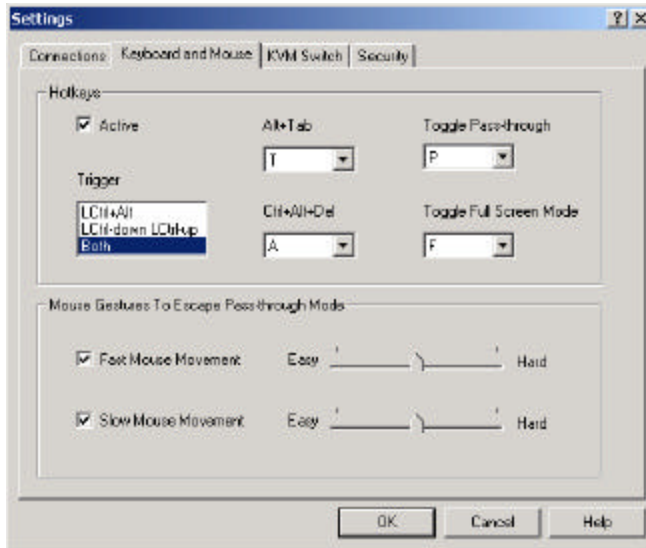 Settings
Connections Keyboard and Mouse KVM Switch Security
Hotkeys
Active
Alt+Tab
Toggle Pass-through
T
P
Trigger
LCtrl+Alt
LCtrl-down LCtrl-up
Both
Ctrl+Alt+Del
Toggle Full Screen Mode
A
F
Mouse Gestures To Escape Pass-through Mode
Fast Mouse Movement Easy Hard
Slow Mouse Movement Easy Hard
OK Cancel Help